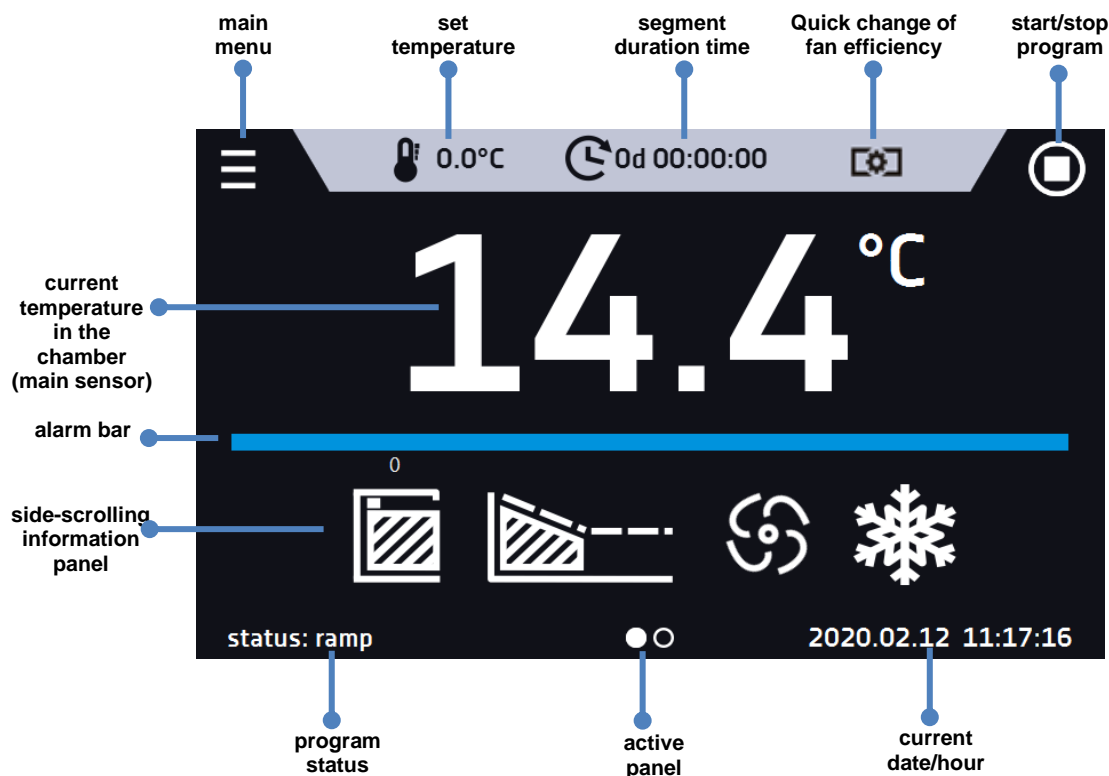 main
menu
set
temperature
segment
duration time
Quick change of
fan efficiency
start/stop
program
0.0°C
0d 00:00:00
14.4 °C
current
temperature
in the
chamber
(main sensor)
alarm bar
0
side-scrolling
information
panel
status: ramp
2020.02.12 11:17:16
program
status
active
panel
current
date/hour